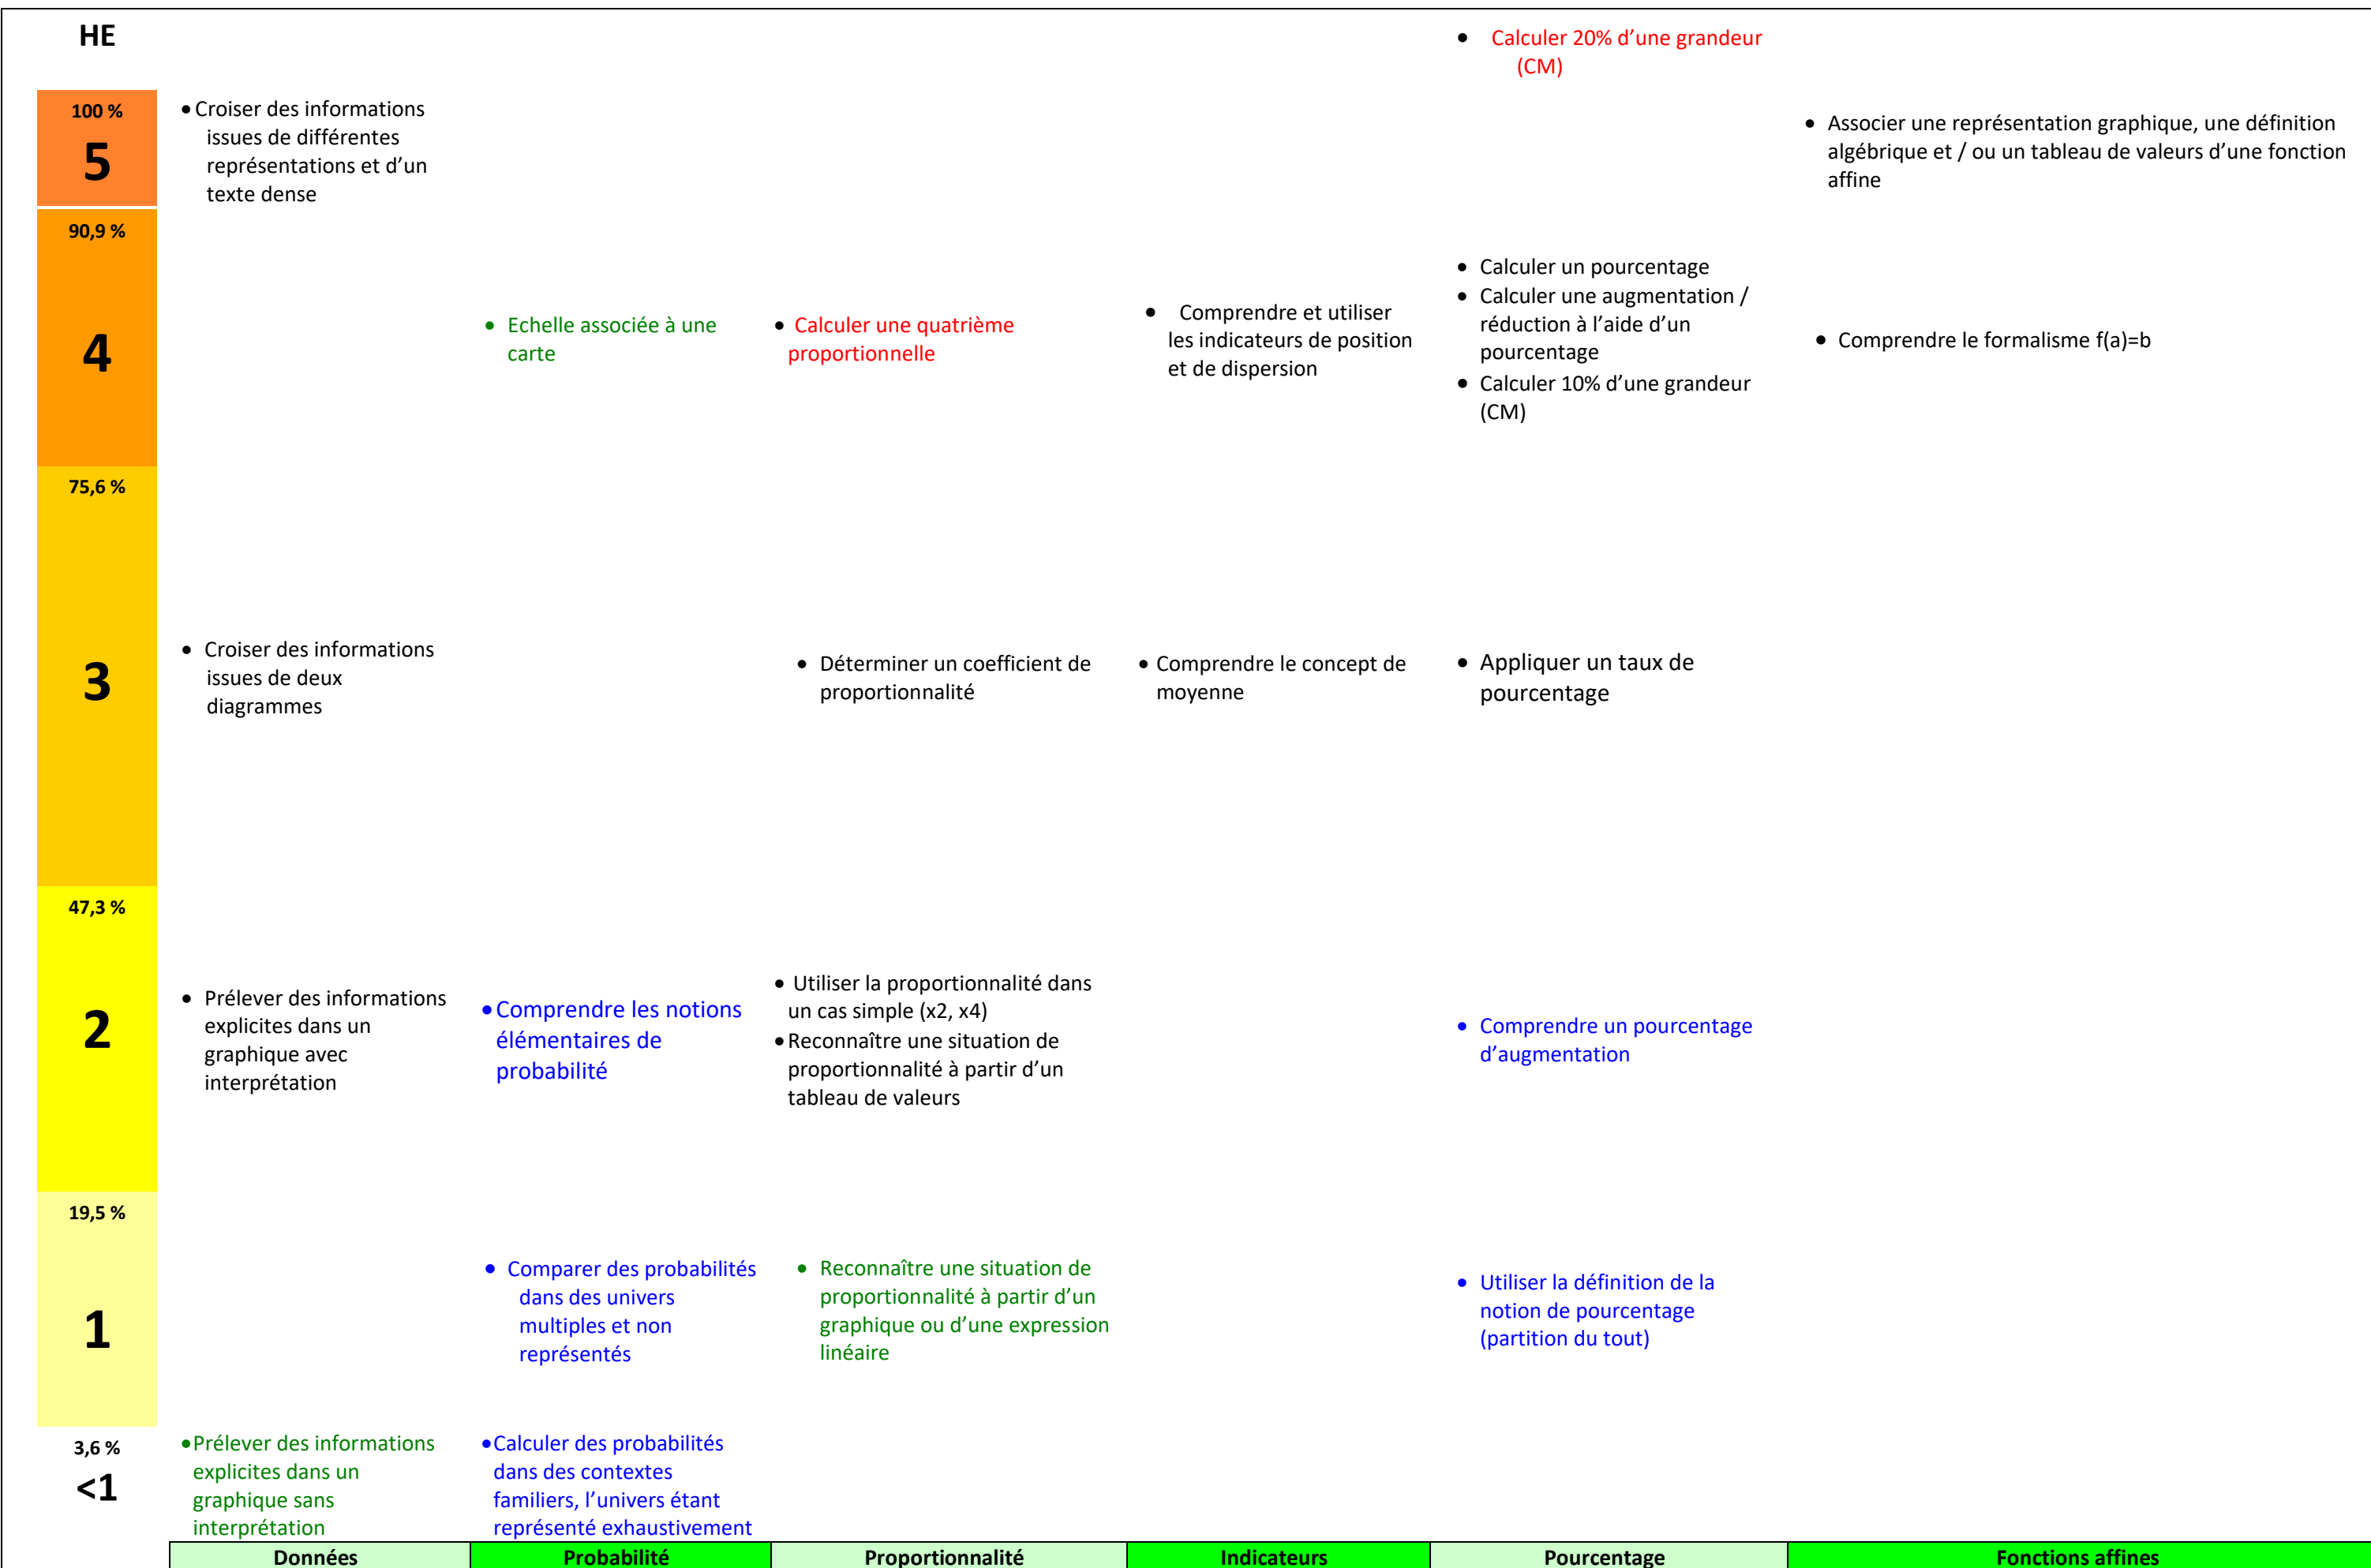 HE
• Calculer 20% d’une grandeur
(CM)
100 %
5
• Croiser des informations
issues de différentes
représentations et d’un
texte dense
• Associer une représentation graphique, une définition
algébrique et / ou un tableau de valeurs d’une fonction
affine
90,9 %
4
• Echelle associée à une
carte
• Calculer une quatrième
proportionnelle
• Comprendre et utiliser
les indicateurs de position
et de dispersion
• Calculer un pourcentage
• Calculer une augmentation /
réduction à l’aide d’un
pourcentage
• Calculer 10% d’une grandeur
(CM)
• Comprendre le formalisme f(a)=b
75,6 %
3
• Croiser des informations
issues de deux
diagrammes
• Déterminer un coefficient de
proportionnalité
• Comprendre le concept de
moyenne
• Appliquer un taux de
pourcentage
47,3 %
2
• Prélever des informations
explicites dans un
graphique avec
interprétation
• Comprendre les notions
élémentaires de
probabilité
• Utiliser la proportionnalité dans
un cas simple (x2, x4)
• Reconnaître une situation de
proportionnalité à partir d’un
tableau de valeurs
• Comprendre un pourcentage
d’augmentation
19,5 %
1
• Comparer des probabilités
dans des univers
multiples et non
représentés
• Reconnaître une situation de
proportionnalité à partir d’un
graphique ou d’une expression
linéaire
• Utiliser la définition de la
notion de pourcentage
(partition du tout)
3,6 %
<1
• Prélever des informations
explicites dans un
graphique sans
interprétation
• Calculer des probabilités
dans des contextes
familiers, l’univers étant
représenté exhaustivement
Données
Probabilité
Proportionnalité
Indicateurs
Pourcentage
Fonctions affines